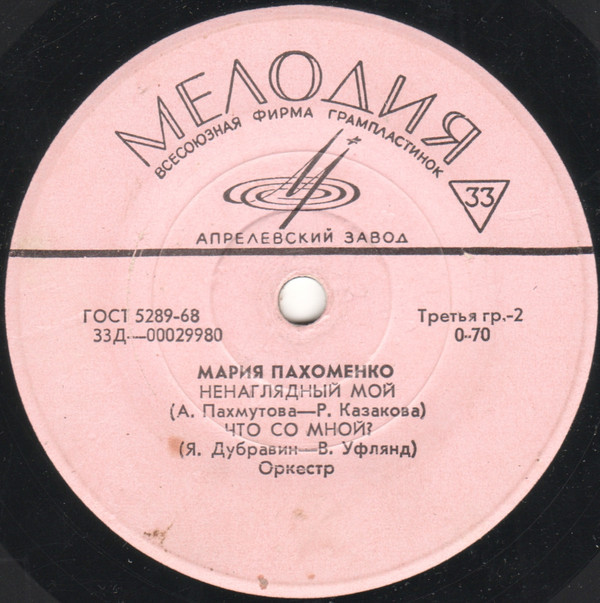 МЕЛОДИЯ
ВСЕСОЮЗНАЯ ФИРМА ГРАМПЛАСТИНОК
33
АПРЕЛЕВСКИЙ ЗАВОД
ГОСТ 5289-68
33Д—00029980
Третья гр.-2
0-70
МАРИЯ ПАХОМЕНКО
НЕНАГЛЯДНЫЙ МОЙ
(А. Пахмутова—Р. Казакова)
ЧТО СО МНОЙ?
(Я. Дубравин—В. Уфлянд)
Оркестр